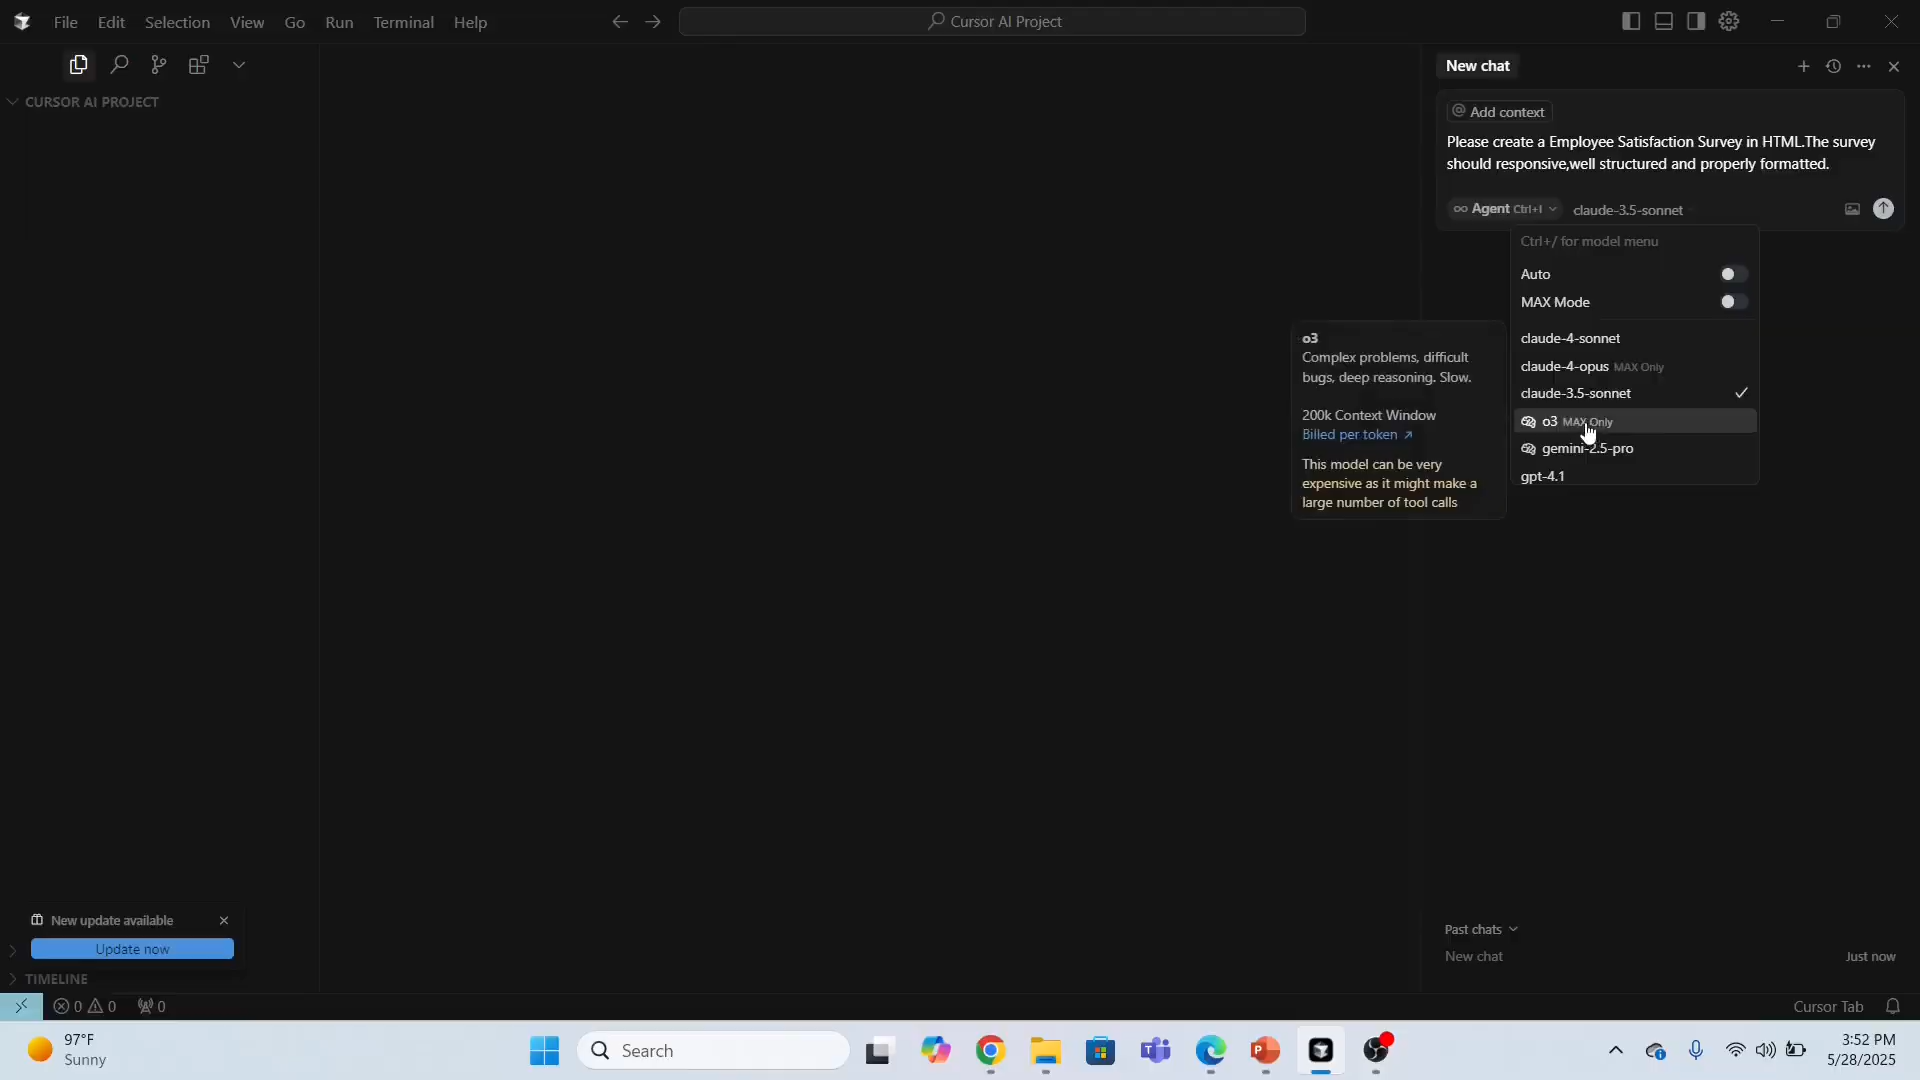 File Edit Selection View Go Run Terminal Help
Cursor AI Project
CURSOR AI PROJECT
New chat
@ Add context
Please create a Employee Satisfaction Survey in HTML.The survey
should responsive,well structured and properly formatted.
Agent Ctrl+I
claude-3.5-sonnet
Ctrl+/ for model menu
Auto
MAX Mode
claude-4-sonnet
claude-4-opus MAX Only
claude-3.5-sonnet
o3 MAX Only
gemini-2.5-pro
gpt-4.1
o3
Complex problems, difficult
bugs, deep reasoning. Slow.
200k Context Window
Billed per token ↗
This model can be very
expensive as it might make a
large number of tool calls
New update available
Update now
TIMELINE
Past chats
New chat Just now
0 0 0
Cursor Tab
97°F
Sunny
Search
3:52 PM
5/28/2025